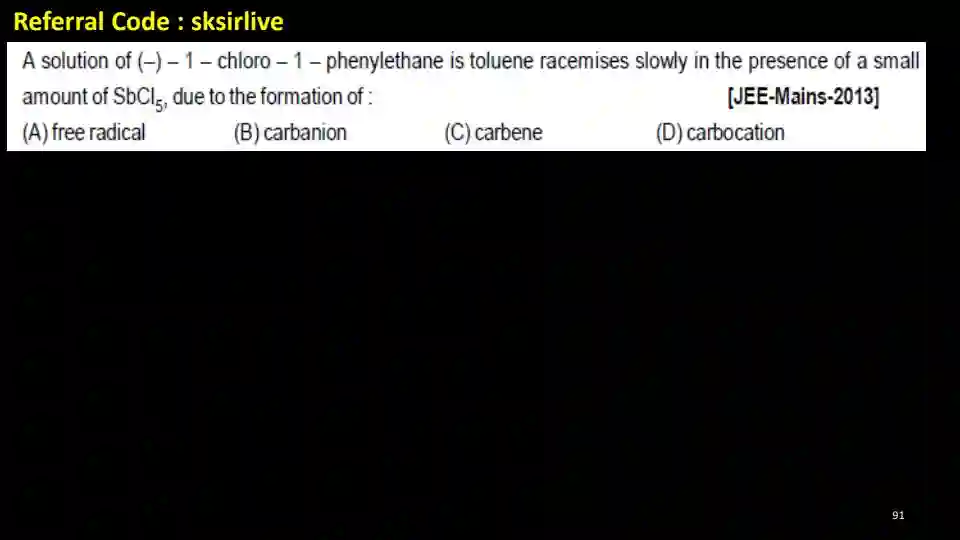 Referral Code : sksirlive
A solution of (–) – 1 – chloro – 1 – phenylethane is toluene racemises slowly in the presence of a small
amount of SbCl5, due to the formation of : [JEE-Mains-2013]
(A) free radical (B) carbanion (C) carbene (D) carbocation
91